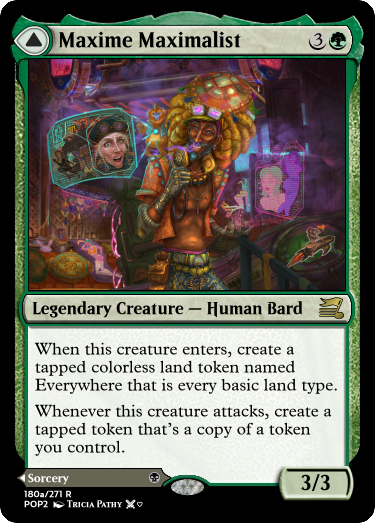 Maxime Maximalist 3
Legendary Creature — Human Bard
When this creature enters, create a
tapped colorless land token named
Everywhere that is every basic land type.
Whenever this creature attacks, create a
tapped token that's a copy of a token
you control.
Sorcery
3/3
180a/271 R
POP2 Tricia Pathy